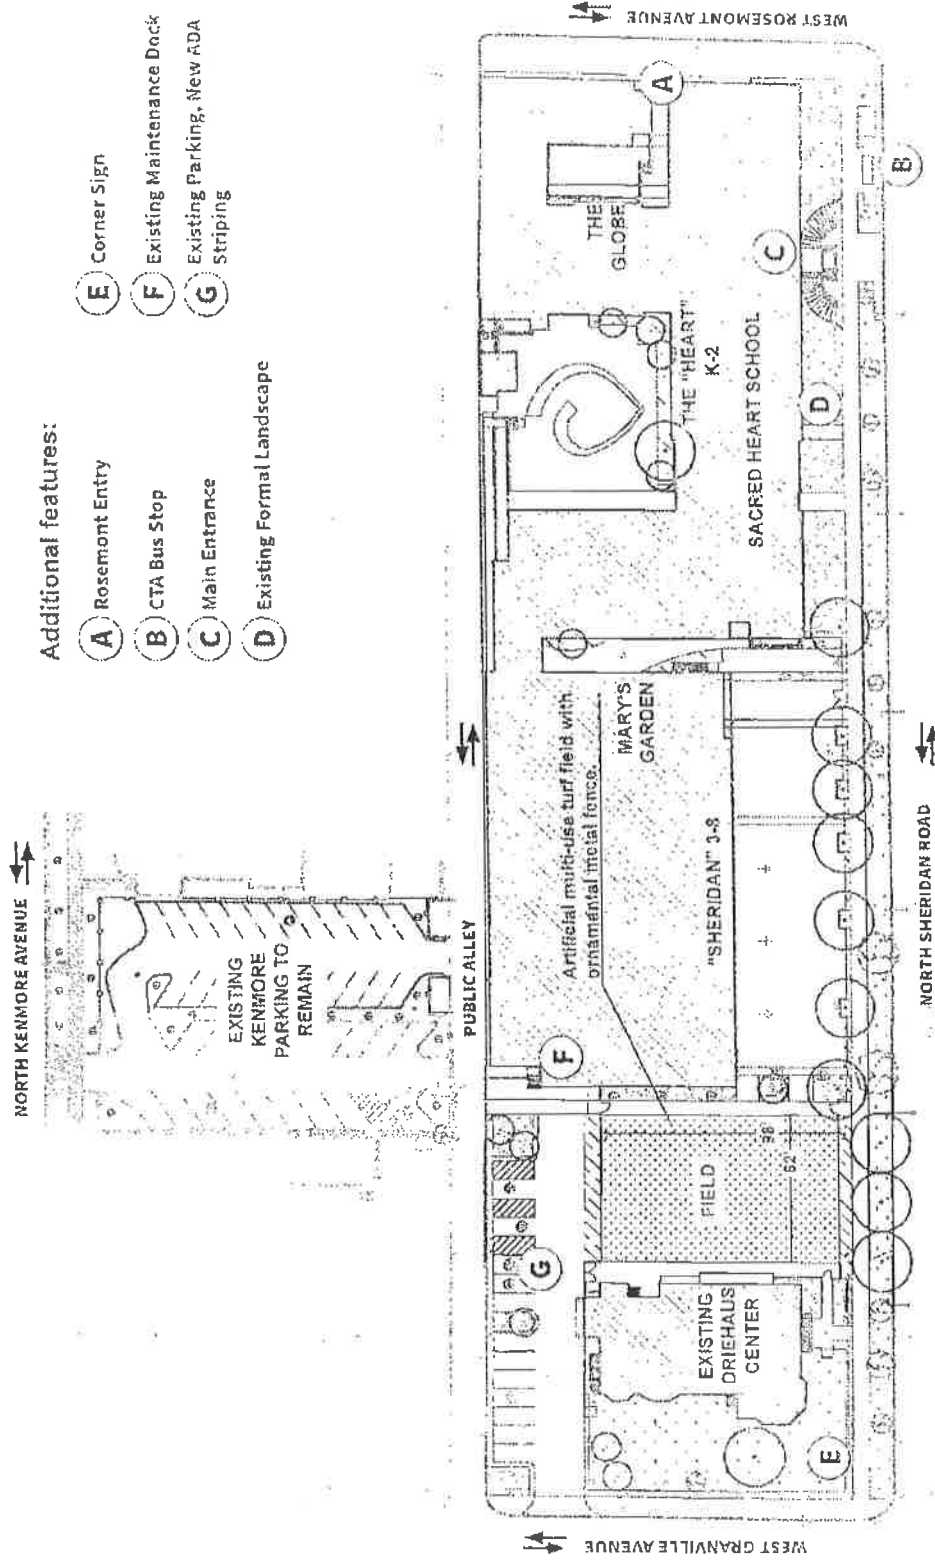 Additional features:
A Rosemont Entry
B CTA Bus Stop
C Main Entrance
D Existing Formal Landscape
E Corner Sign
F Existing Maintenance Dock
G Existing Parking, New ADA
Striping
NORTH KENMORE AVENUE
EXISTING
KENMORE
PARKING TO
REMAIN
PUBLIC ALLEY
WEST GRANVILLE AVENUE
WEST ROSEMONT AVENUE
NORTH SHERIDAN ROAD
G
E
EXISTING
DRIEHAUS
CENTER
FIELD
98
62
F
Artificial multi-use turf field with
ornamental metal fence.
"SHERIDAN" 3-8
MARY'S
GARDEN
THE "HEART"
K-2
SACRED HEART SCHOOL
THE
GLOBE
D
C
A
B